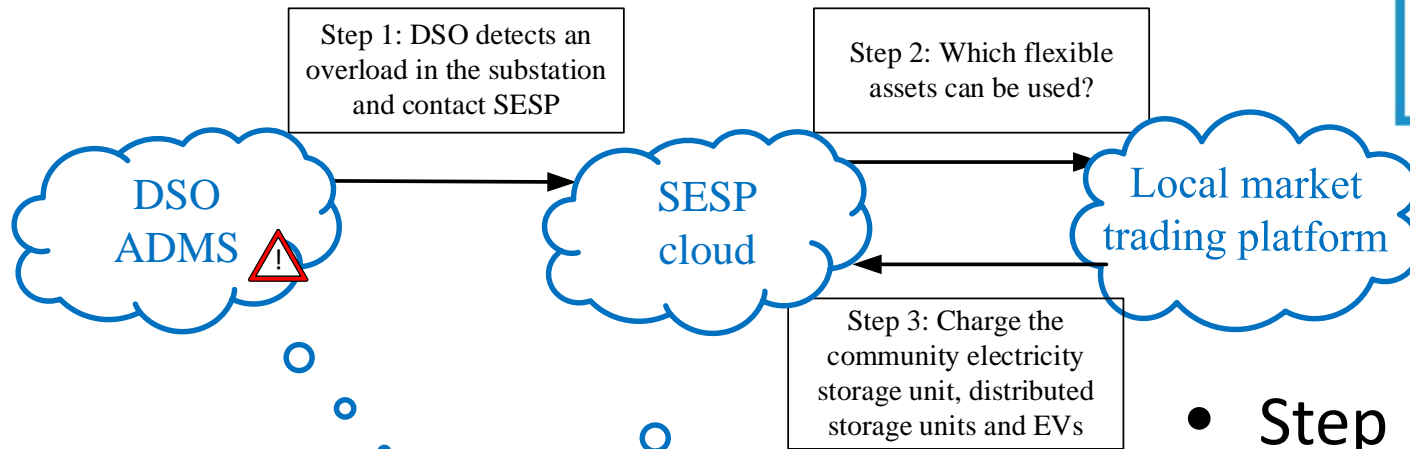 Step 1: DSO detects an
overload in the substation
and contact SESP
Step 2: Which flexible
assets can be used?
DSO
ADMS
!
SESP
cloud
Local market
trading platform
Step 3: Charge the
community electricity
storage unit, distributed
storage units and EVs
• Step